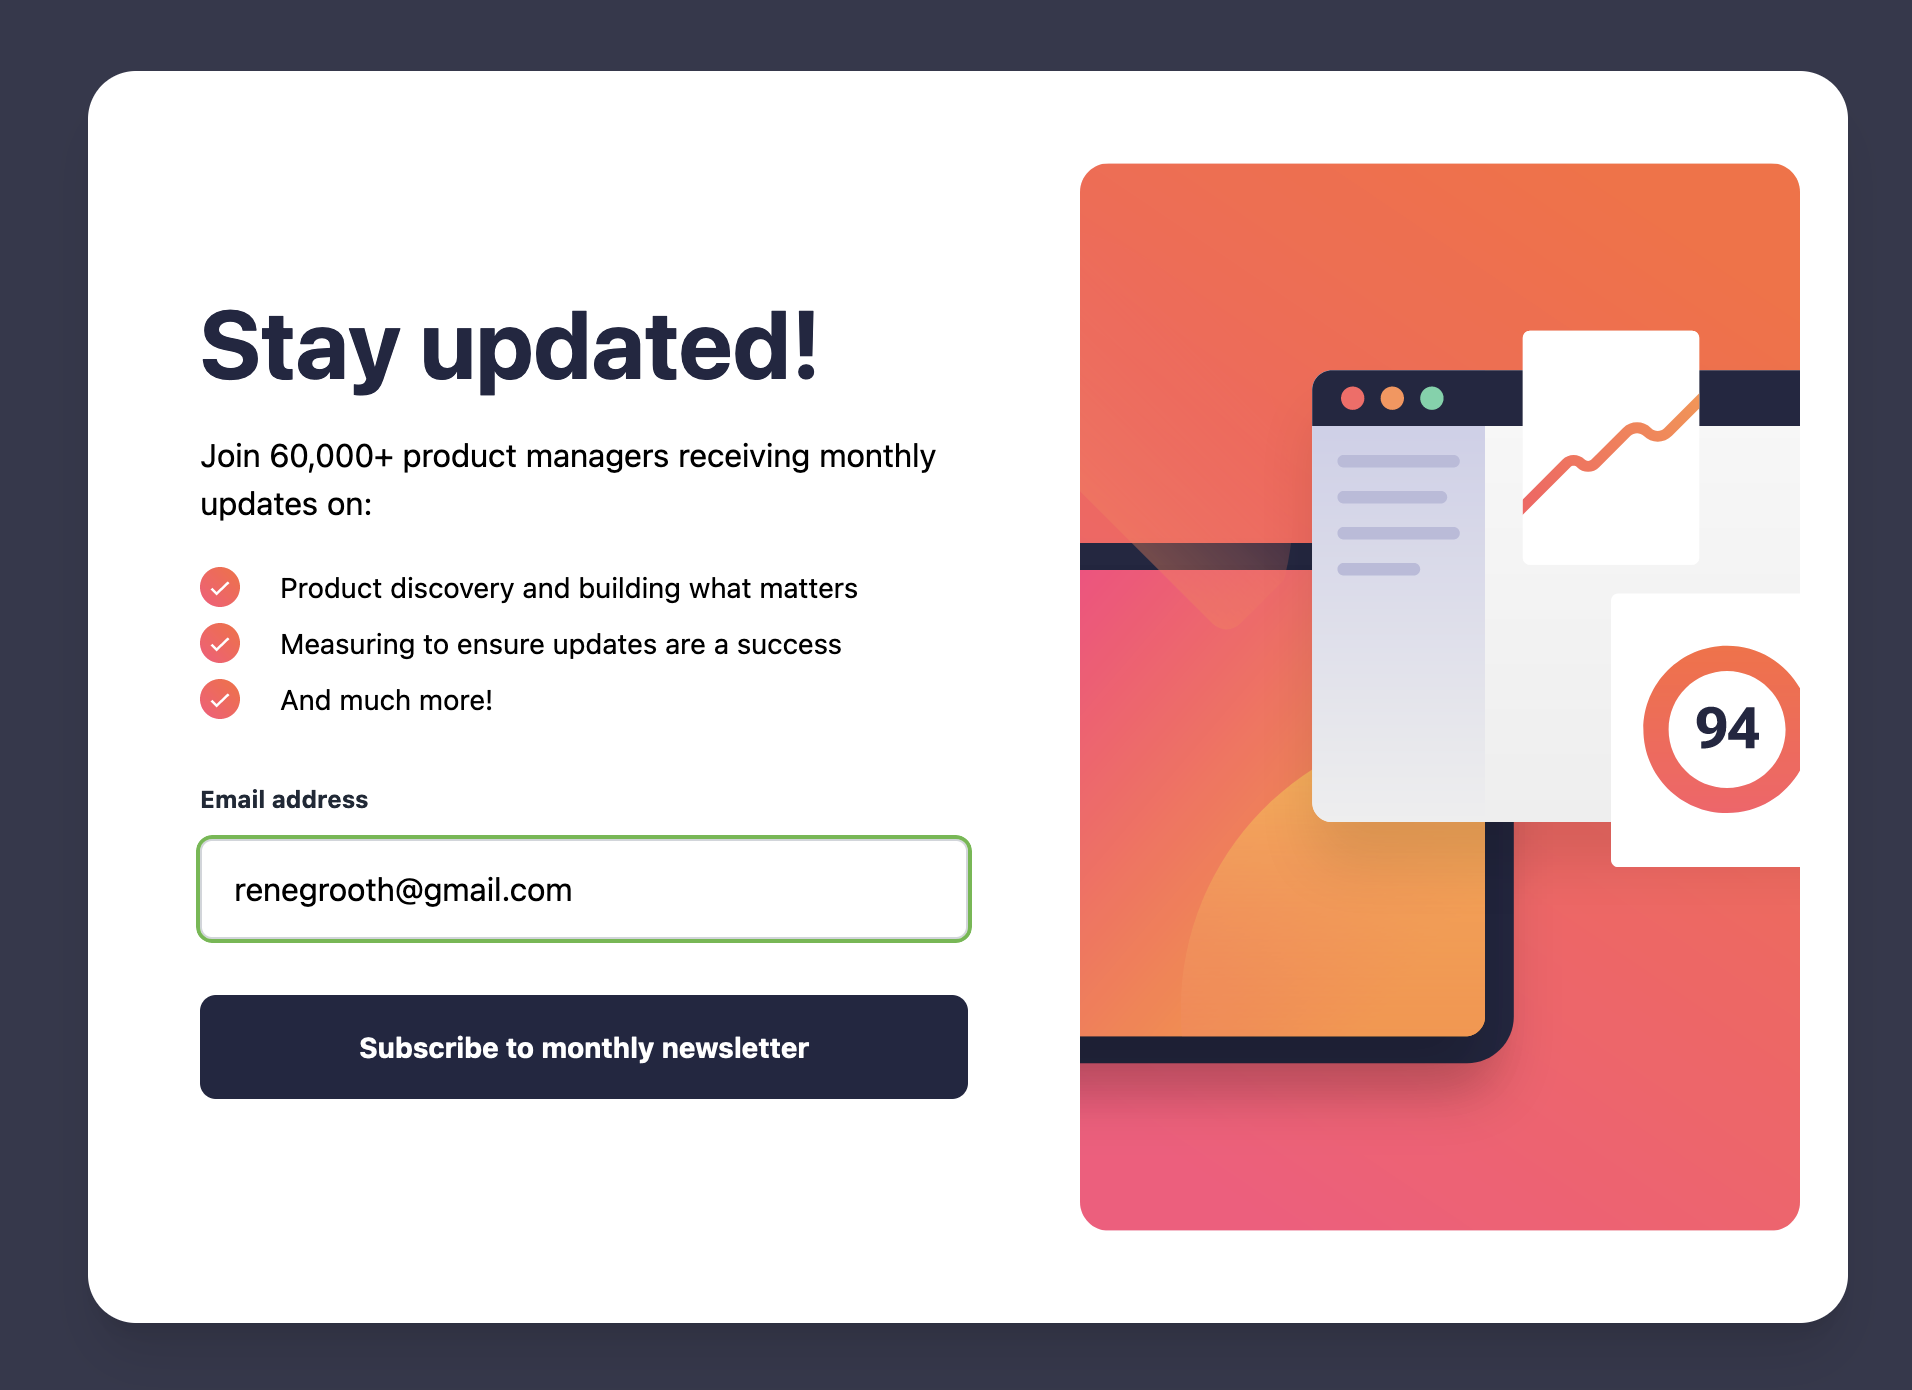 Stay updated!
Join 60,000+ product managers receiving monthly
updates on:
Product discovery and building what matters
Measuring to ensure updates are a success
And much more!
Email address
renegrooth@gmail.com
Subscribe to monthly newsletter
94